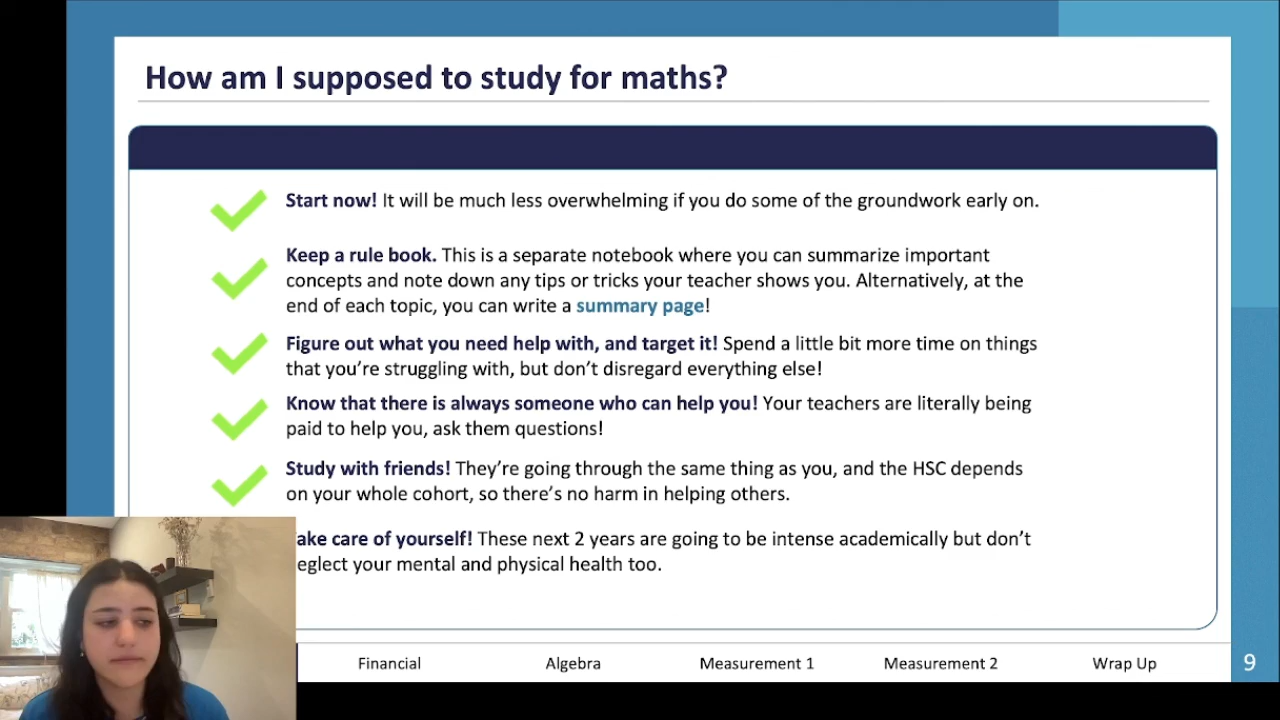 How am I supposed to study for maths?
Start now! It will be much less overwhelming if you do some of the groundwork early on.
Keep a rule book. This is a separate notebook where you can summarize important
concepts and note down any tips or tricks your teacher shows you. Alternatively, at the
end of each topic, you can write a summary page!
Figure out what you need help with, and target it! Spend a little bit more time on things
that you're struggling with, but don't disregard everything else!
Know that there is always someone who can help you! Your teachers are literally being
paid to help you, ask them questions!
Study with friends! They're going through the same thing as you, and the HSC depends
on your whole cohort, so there's no harm in helping others.
ake care of yourself! These next 2 years are going to be intense academically but don't
eglect your mental and physical health too.
Financial Algebra Measurement 1 Measurement 2 Wrap Up 9